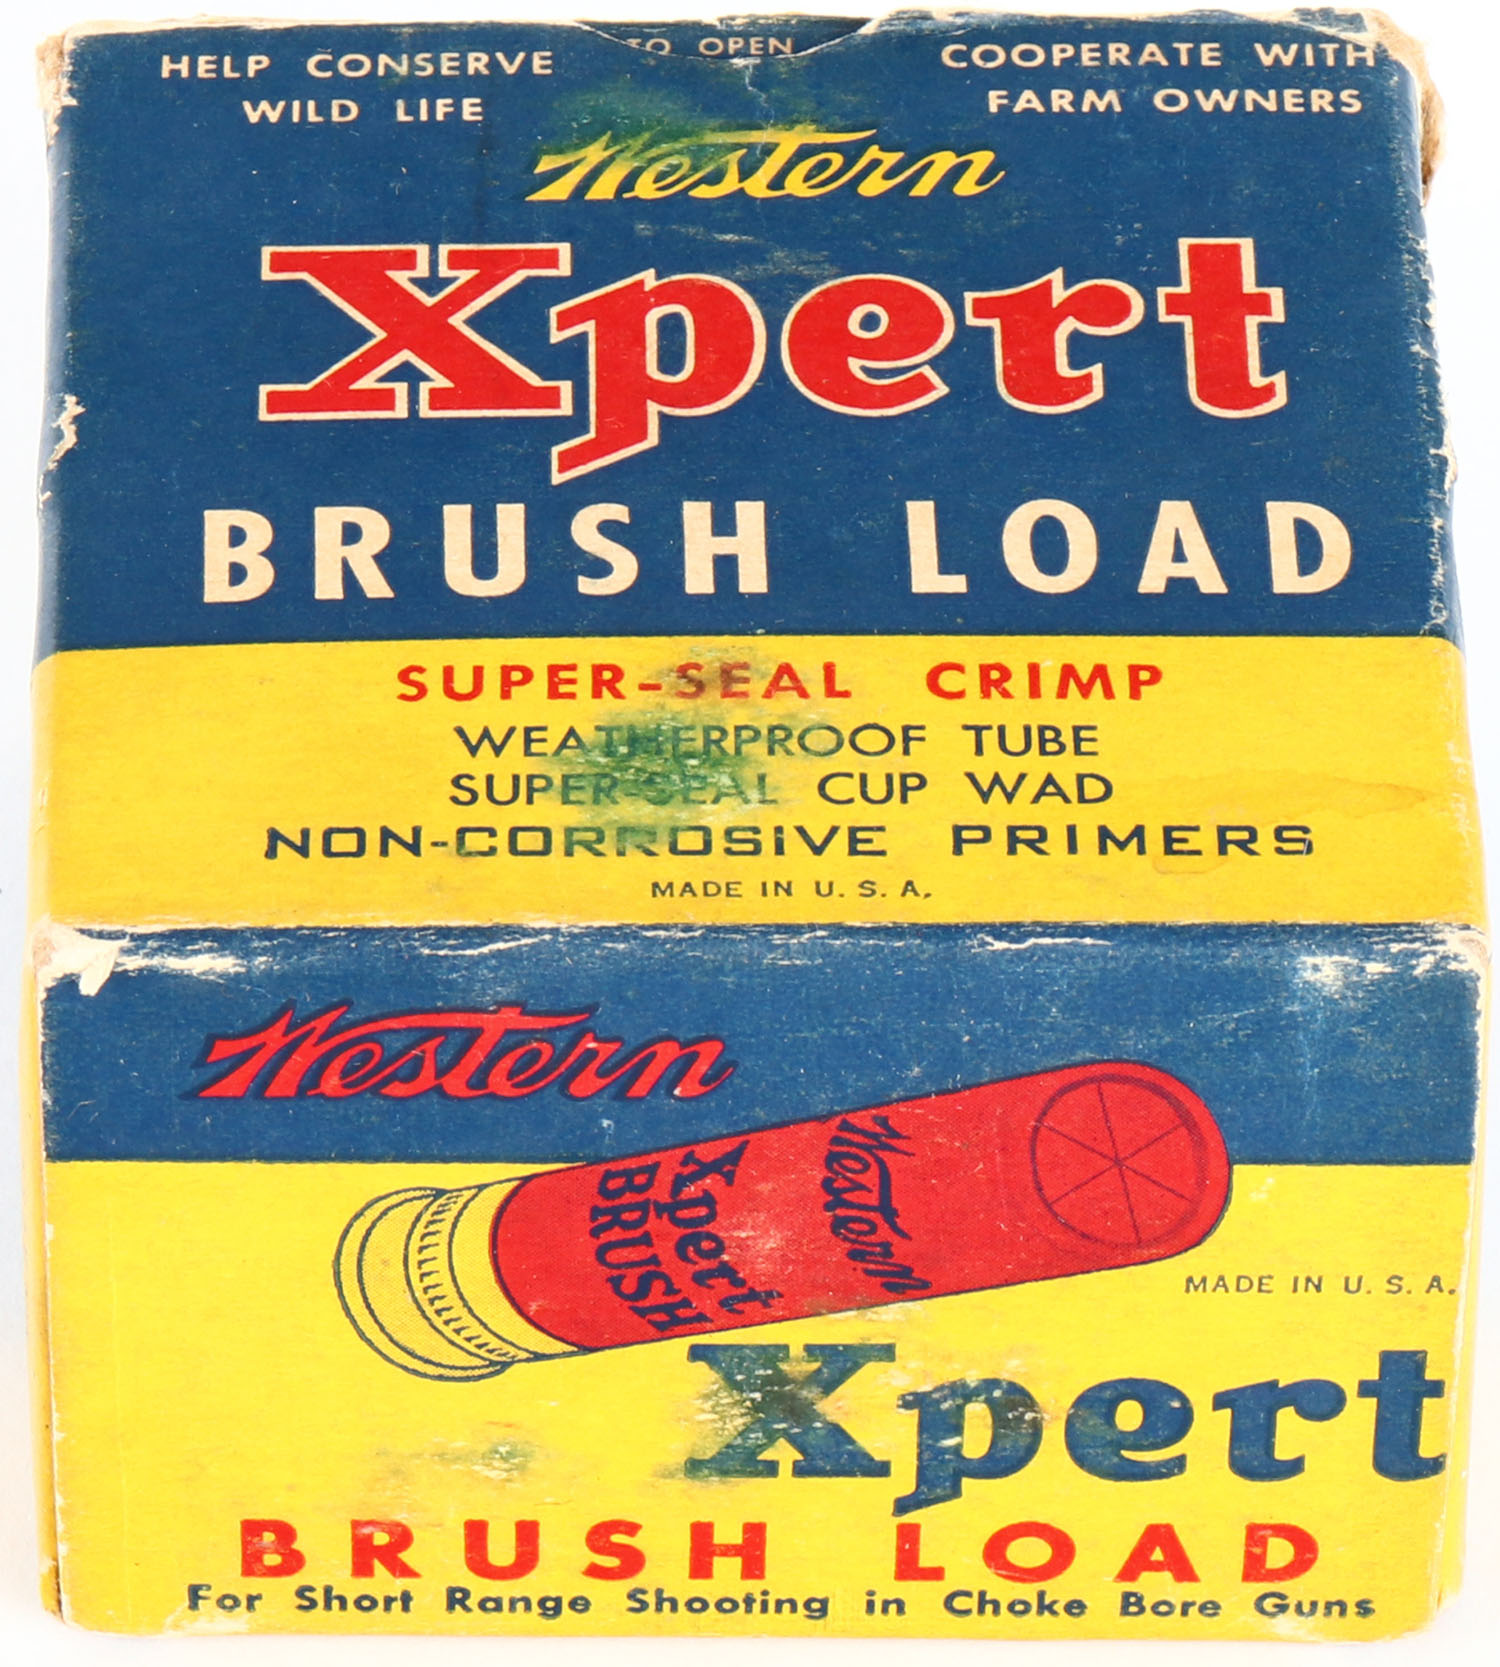 HELP CONSERVE
WILD LIFE
TO OPEN
COOPERATE WITH
FARM OWNERS
Western
Xpert
BRUSH LOAD
SUPER-SEAL CRIMP
WEATHERPROOF TUBE
SUPER-SEAL CUP WAD
NON-CORROSIVE PRIMERS
MADE IN U.S.A.
Western
Western
Xpert
BRUSH
MADE IN U.S.A.
Xpert
BRUSH LOAD
For Short Range Shooting in Choke Bore Guns